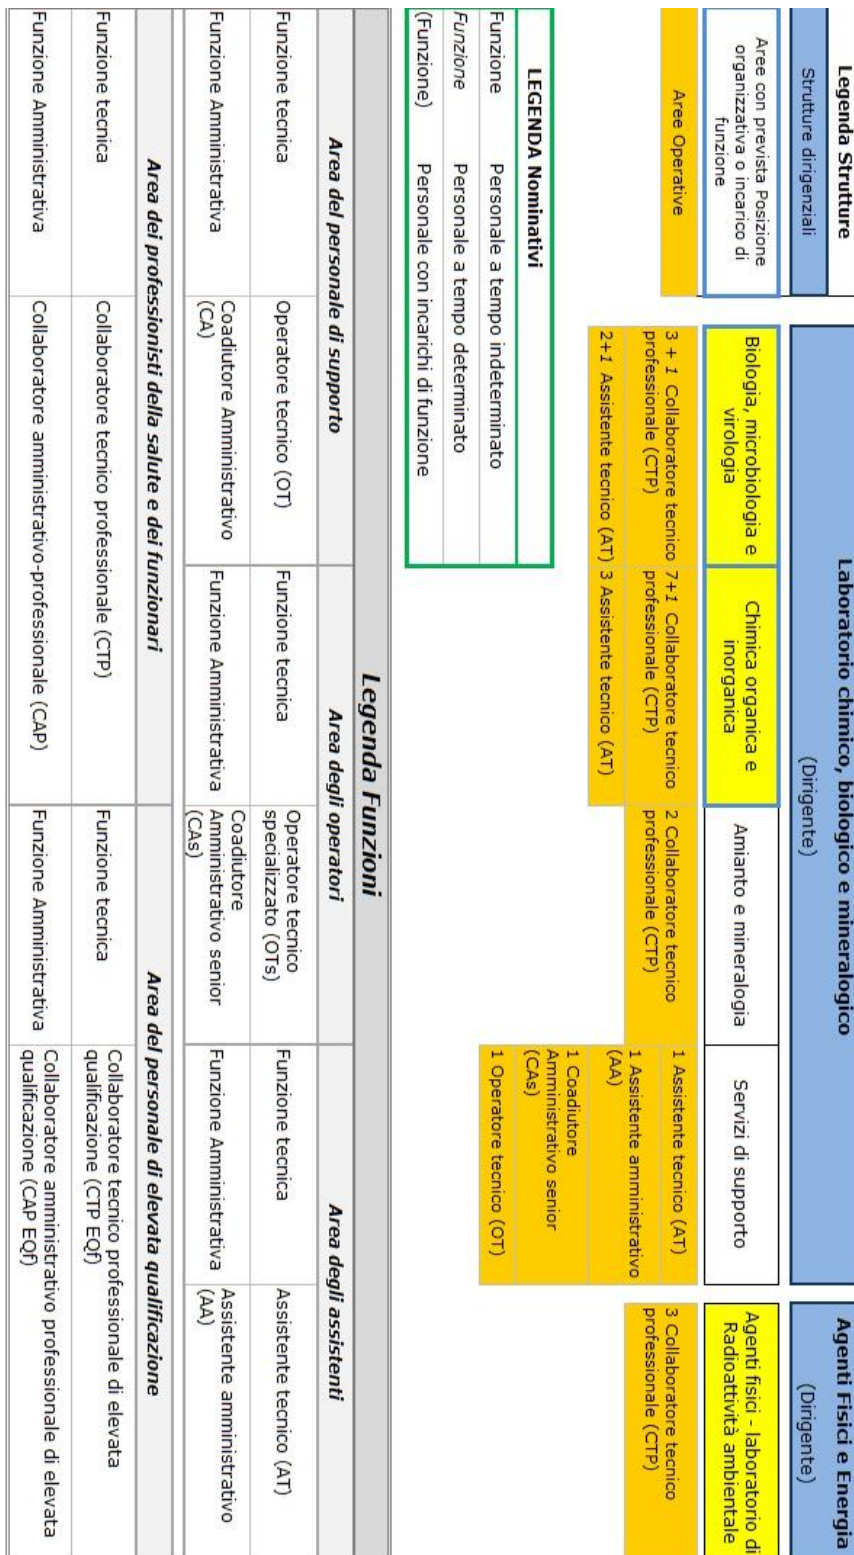 Legenda Strutture
Strutture dirigenziali
Aree con prevista Posizione
organizzativa o incarico di
funzione
Aree Operative
Laboratorio chimico, biologico e mineralogico
(Dirigente)
Biologia, microbiologia e
virologia
3 + 1 Collaboratore tecnico
professionale (CTP)
2+1 Assistente tecnico (AT)
Chimica organica e
inorganica
7+1 Collaboratore tecnico
professionale (CTP)
3 Assistente tecnico (AT)
Amianto e mineralogia
2 Collaboratore tecnico
professionale (CTP)
Servizi di supporto
1 Assistente tecnico (AT)
1 Assistente amministrativo
(AA)
1 Coadiutore
Amministrativo senior
(CAs)
1 Operatore tecnico (OT)
Agenti Fisici e Energia
(Dirigente)
Agenti fisici - laboratorio di
Radioattività ambientale
3 Collaboratore tecnico
professionale (CTP)
LEGENDA Nominativi
Funzione Personale a tempo indeterminato
Funzione Personale a tempo determinato
(Funzione) Personale con incarichi di funzione
Legenda Funzioni
Area del personale di supporto
Funzione tecnica
Operatore tecnico (OT)
Funzione Amministrativa
Coadiutore Amministrativo
(CA)
Area degli operatori
Funzione tecnica
Operatore tecnico
specializzato (OTs)
Funzione Amministrativa
Coadiutore
Amministrativo senior
(CAs)
Area degli assistenti
Funzione tecnica
Assistente tecnico (AT)
Funzione Amministrativa
Assistente amministrativo
(AA)
Area dei professionisti della salute e dei funzionari
Funzione tecnica
Collaboratore tecnico professionale (CTP)
Funzione Amministrativa
Collaboratore amministrativo-professionale (CAP)
Area del personale di elevata qualificazione
Funzione tecnica
Collaboratore tecnico professionale di elevata
qualificazione (CTP EQf)
Funzione Amministrativa
Collaboratore amministrativo professionale di elevata
qualificazione (CAP EQf)